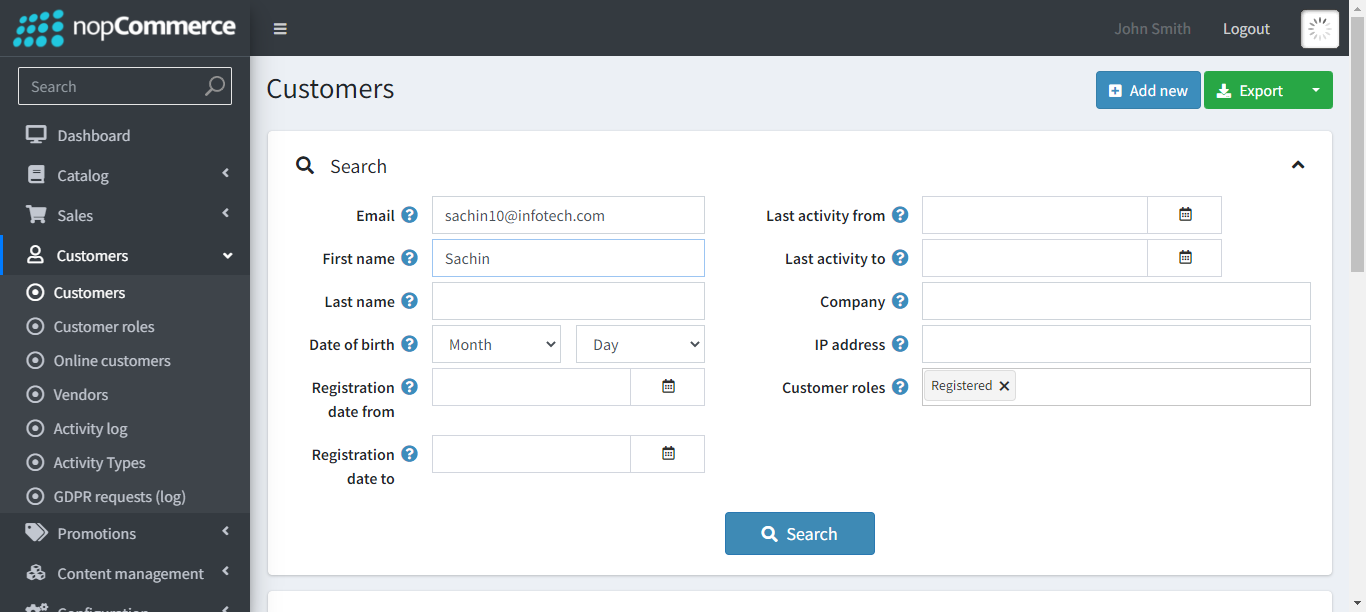 nopCommerce
John Smith
Logout
Search
Dashboard
Catalog
Sales
Customers
Customers
Customer roles
Online customers
Vendors
Activity log
Activity Types
GDPR requests (log)
Promotions
Content management
Configuration
Customers
Add new
Export
Search
Email ? sachin10@infotech.com
First name ? Sachin
Last name ?
Date of birth ? Month Day
Registration ?
date from
Registration ?
date to
Last activity from ?
Last activity to ?
Company ?
IP address ?
Customer roles ? Registered
Search